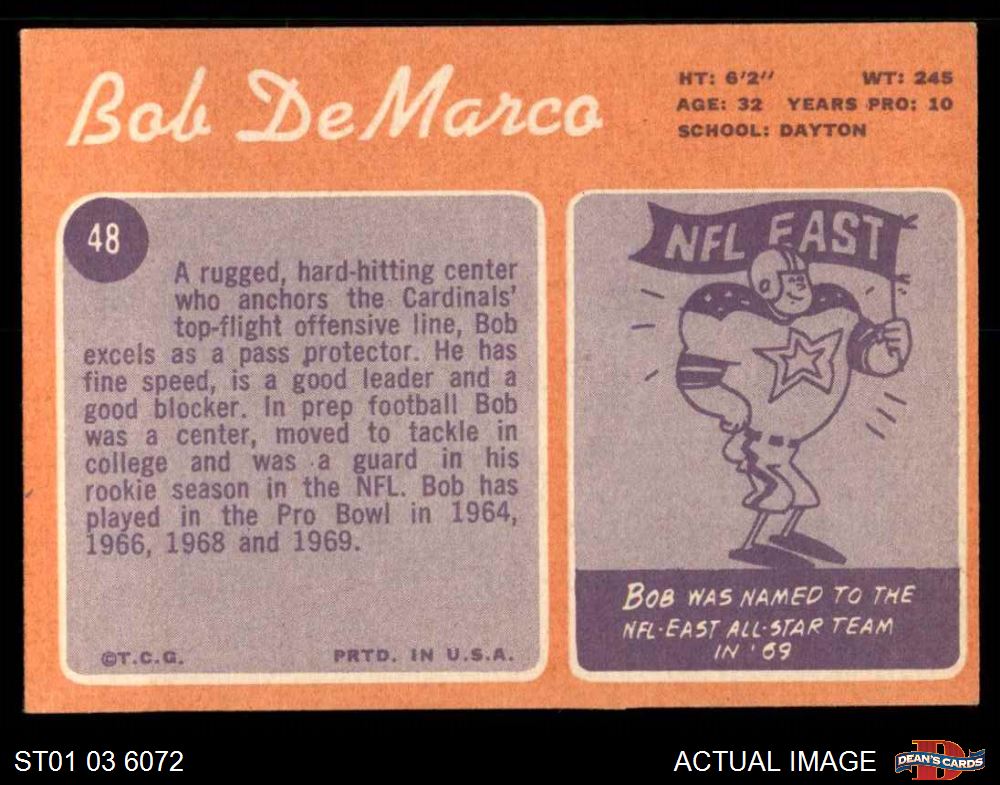 Bob DeMarco
HT: 6'2" WT: 245
AGE: 32 YEARS PRO: 10
SCHOOL: DAYTON
48
A rugged, hard-hitting center
who anchors the Cardinals'
top-flight offensive line, Bob
excels as a pass protector. He has
fine speed, is a good leader and a
good blocker. In prep football Bob
was a center, moved to tackle in
college and was a guard in his
rookie season in the NFL. Bob has
played in the Pro Bowl in 1964,
1966, 1968 and 1969.
©T.C.G. PRTD. IN U.S.A.
NFL EAST
BOB WAS NAMED TO THE
NFL-EAST ALL-STAR TEAM
IN '69
ST01 03 6072
ACTUAL IMAGE
D
DEAN'S CARDS